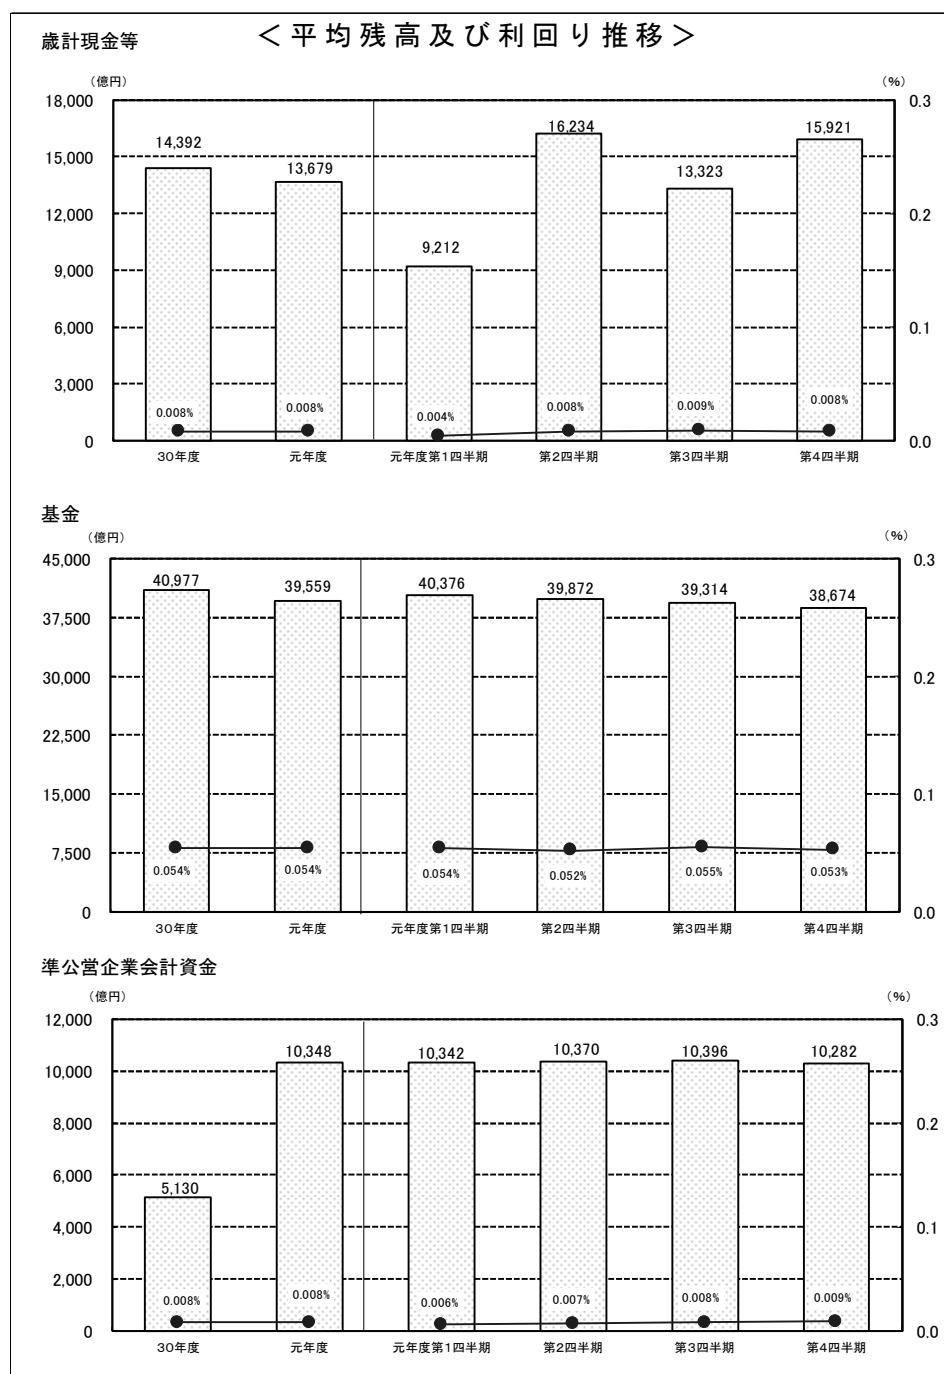 ＜平均残高及び利回り推移＞
歳計現金等
（億円） （%）
18,000 0.3
16,234 15,921
14,392
15,000
13,679 13,323
12,000 0.2
9,212
9,000
6,000 0.1
3,000
0.008% 0.008% 0.004% 0.008% 0.009% 0.008%
0 0.0
30年度 元年度 元年度第1四半期 第2四半期 第3四半期 第4四半期
基金
（億円） （%）
45,000 0.3
40,977 39,559 40,376 39,872 39,314 38,674
37,500
30,000 0.2
22,500
15,000 0.1
7,500
0.054% 0.054% 0.054% 0.052% 0.055% 0.053%
0 0.0
30年度 元年度 元年度第1四半期 第2四半期 第3四半期 第4四半期
準公営企業会計資金
（億円） （%）
12,000 0.3
10,348 10,342 10,370 10,396 10,282
10,000
8,000 0.2
6,000
5,130
4,000 0.1
2,000
0.008% 0.008% 0.006% 0.007% 0.008% 0.009%
0 0.0
30年度 元年度 元年度第1四半期 第2四半期 第3四半期 第4四半期